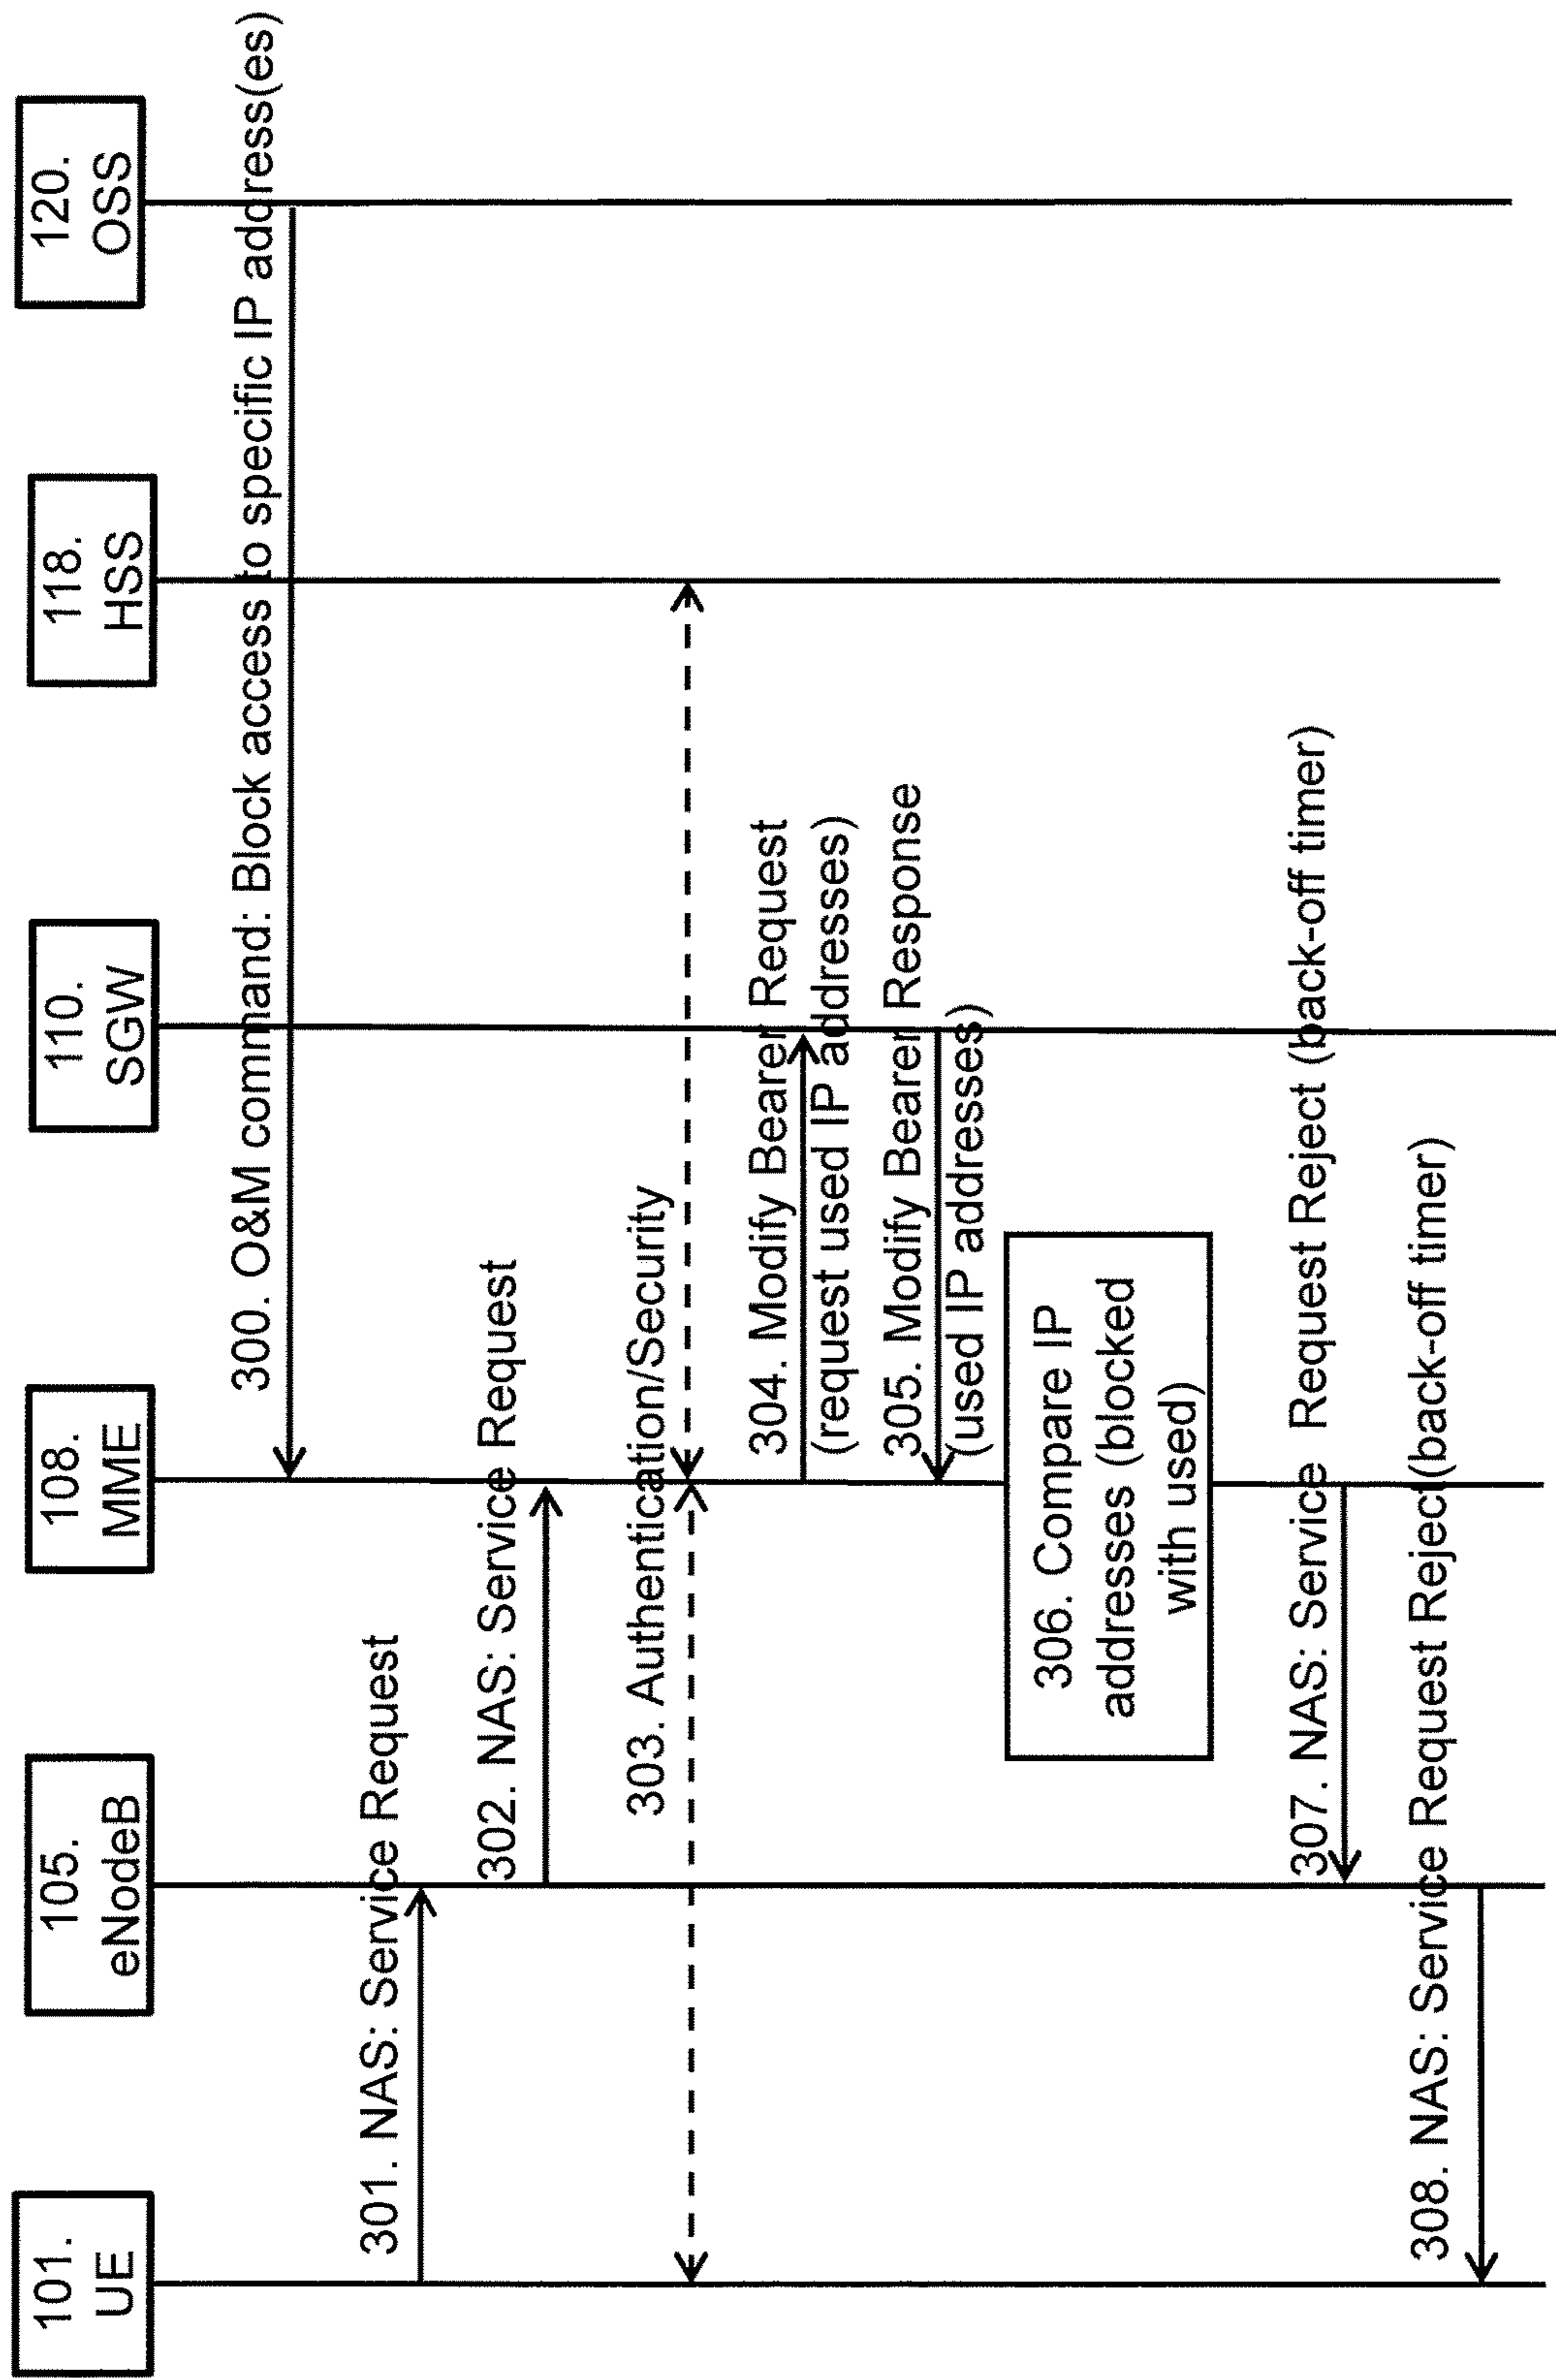 101.
UE
105.
eNodeB
108.
MME
110.
SGW
118.
HSS
120.
OSS
300. O&M command: Block access to specific IP address(es)
301. NAS: Service Request
302. NAS: Service Request
303. Authentication/Security
304. Modify Bearer Request
(request used IP addresses)
305. Modify Bearer Response
(used IP addresses)
306. Compare IP
addresses (blocked
with used)
307. NAS: Service Request Reject (back-off timer)
308. NAS: Service Request Reject(back-off timer)